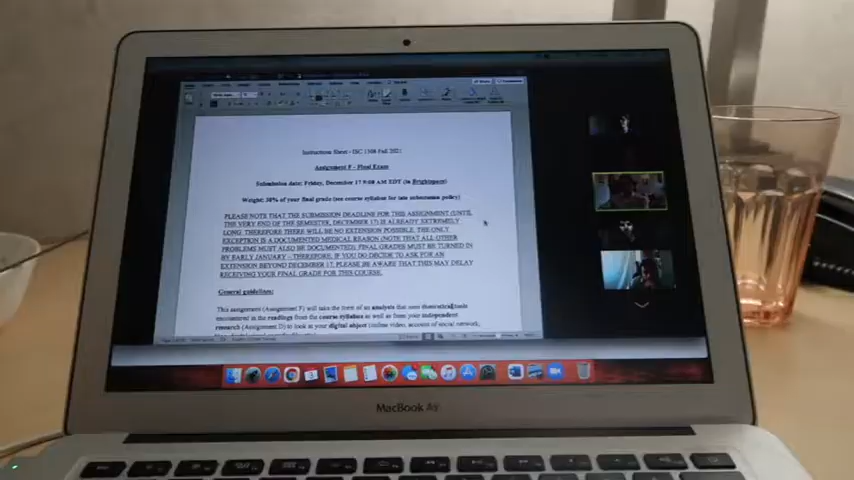 Instructions Sheet - ISC 1308 Fall 2021
Assignment F - Final Exam
Submission date: Friday, December 17 9:00 AM EDT (in Brightspace)
Weight: 30% of your final grade (see course syllabus for late submission policy)
PLEASE NOTE THAT THE SUBMISSION DEADLINE FOR THIS ASSIGNMENT (UNTIL
THE VERY END OF THE SEMESTER, DECEMBER 17) IS ALREADY EXTREMELY
LONG. THEREFORE THERE WILL BE NO EXTENSION POSSIBLE. THE ONLY
EXCEPTION IS A DOCUMENTED MEDICAL REASON (NOTE THAT ALL OTHER
PROBLEMS MUST ALSO BE DOCUMENTED). FINAL GRADES MUST BE TURNED IN
BY EARLY JANUARY – THEREFORE, IF YOU DO DECIDE TO ASK FOR AN
EXTENSION BEYOND DECEMBER 17, PLEASE BE AWARE THAT THIS MAY DELAY
RECEIVING YOUR FINAL GRADE FOR THIS COURSE.
General guidelines:
This assignment (Assignment F) will take the form of an analysis that uses theoretical tools
encountered in the readings from the course syllabus as well as from your independent
research (Assignment D) to look at your digital object (online video, account of social network,
MacBook Air